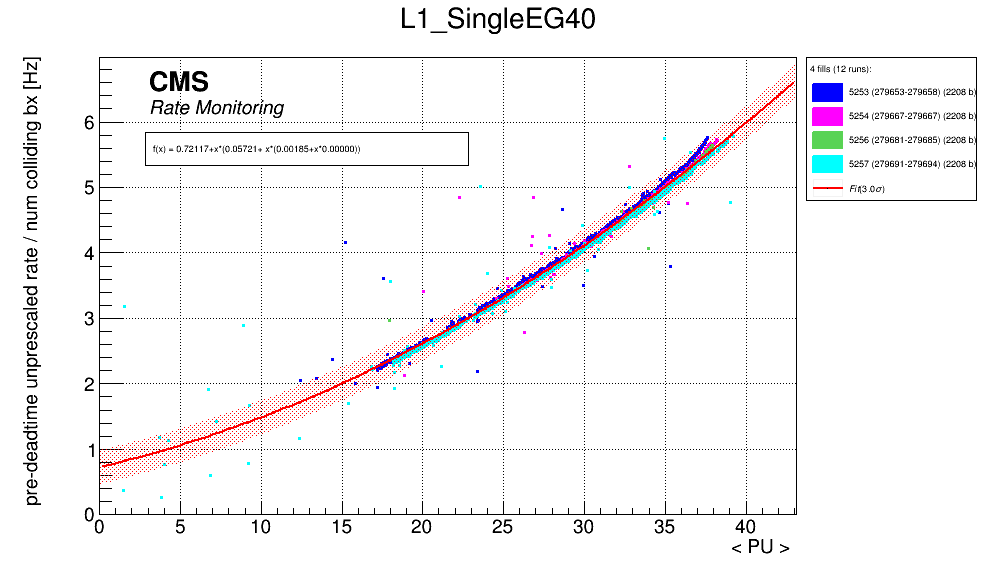 L1_SingleEG40
pre-deadtime unprescaled rate / num colliding bx [Hz]
CMS
Rate Monitoring
f(x) = 0.72117+x*(0.05721+ x*(0.00185+x*0.00000))
6
5
4
3
2
1
0
0 5 10 15 20 25 30 35 40
< PU >
4 fills (12 runs):
5253 (279653-279658) (2208 b)
5254 (279667-279667) (2208 b)
5256 (279681-279685) (2208 b)
5257 (279691-279694) (2208 b)
Fit(3.0σ)